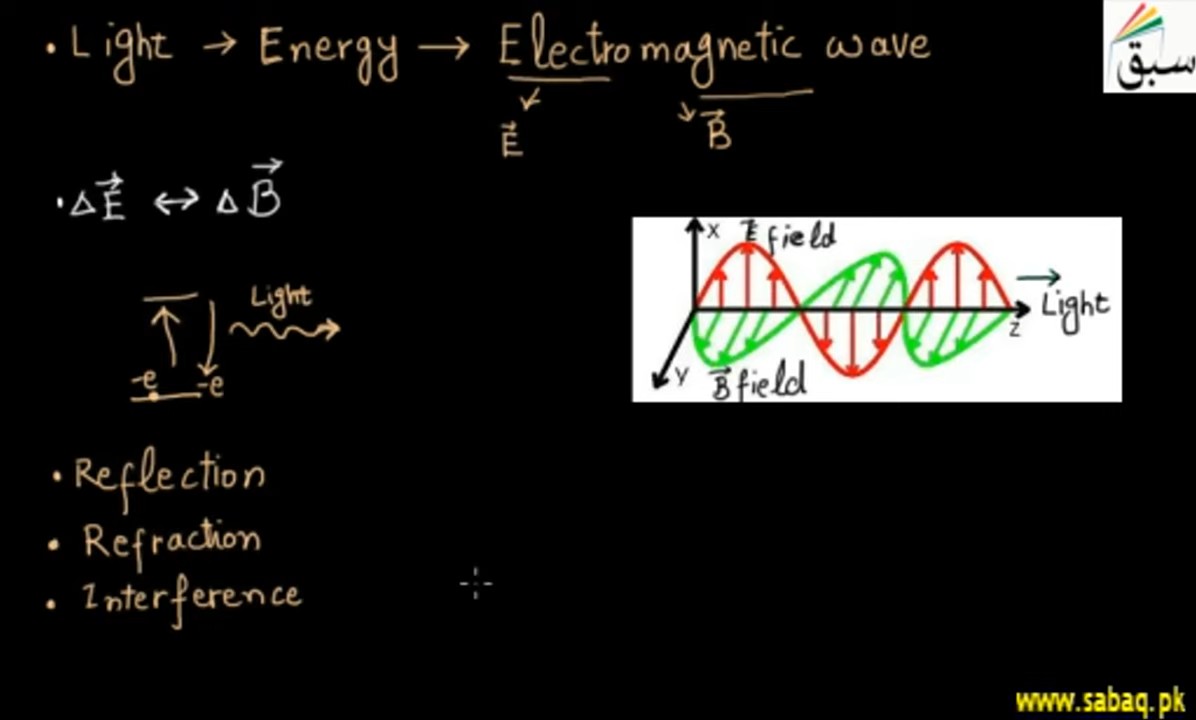 • Light → Energy → Electromagnetic wave
E⃗ B⃗
سبق
• ΔE⃗ ↔ ΔB⃗
X E⃗ field
Light
Light
Z
-e -e
Y B⃗ field
• Reflection
• Refraction
• Interference
www.sabaq.pk